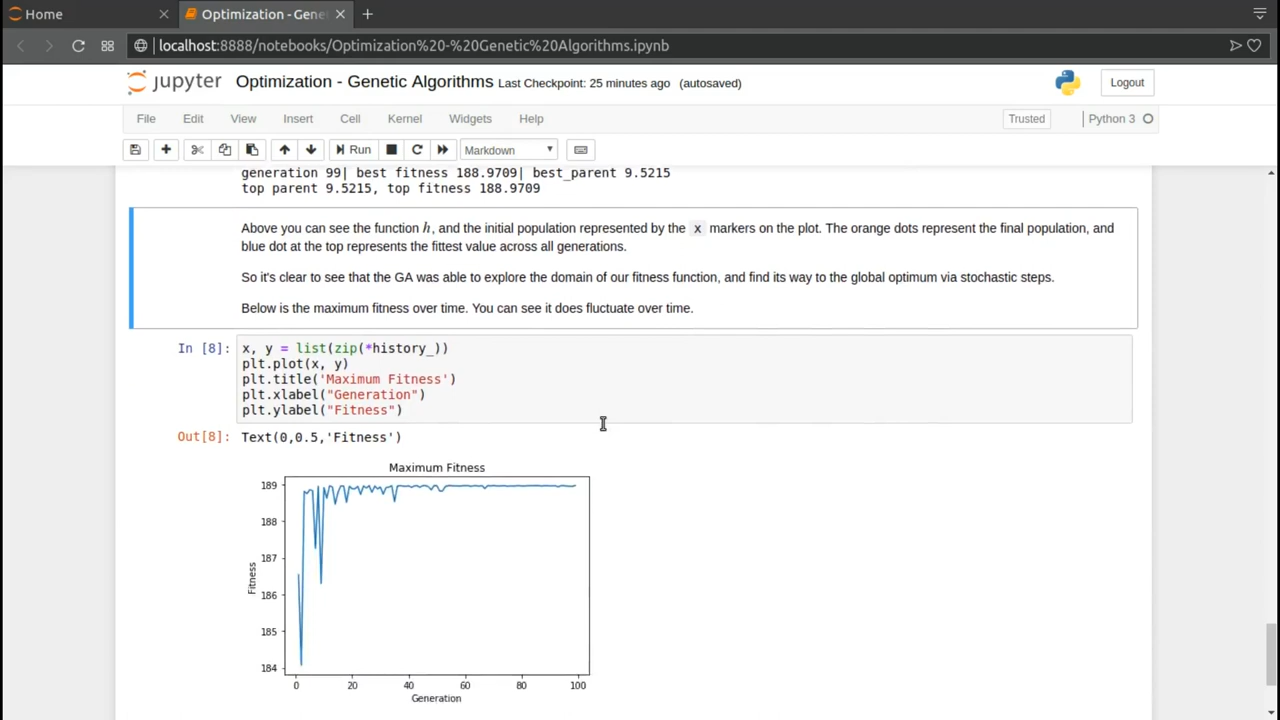 Home
Optimization - Gene
localhost:8888/notebooks/Optimization%20-%20Genetic%20Algorithms.ipynb
jupyter Optimization - Genetic Algorithms Last Checkpoint: 25 minutes ago (autosaved)
Logout
File Edit View Insert Cell Kernel Widgets Help
Trusted
Python 3
Run
Markdown
generation 99| best fitness 188.9709| best_parent 9.5215
top parent 9.5215, top fitness 188.9709
Above you can see the function h, and the initial population represented by the x markers on the plot. The orange dots represent the final population, and
blue dot at the top represents the fittest value across all generations.
So it's clear to see that the GA was able to explore the domain of our fitness function, and find its way to the global optimum via stochastic steps.
Below is the maximum fitness over time. You can see it does fluctuate over time.
In [8]: x, y = list(zip(*history_))
plt.plot(x, y)
plt.title('Maximum Fitness')
plt.xlabel("Generation")
plt.ylabel("Fitness")
Out[8]: Text(0,0.5,'Fitness')
Maximum Fitness
189
188
187
186
185
184
Fitness
0 20 40 60 80 100
Generation